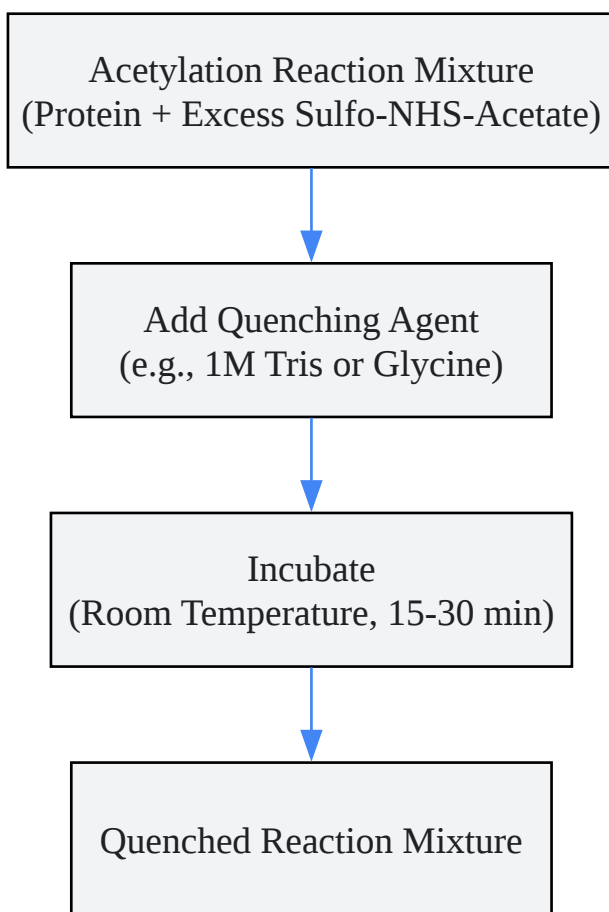 Acetylation Reaction Mixture
(Protein + Excess Sulfo-NHS-Acetate)
Add Quenching Agent
(e.g., 1M Tris or Glycine)
Incubate
(Room Temperature, 15-30 min)
Quenched Reaction Mixture